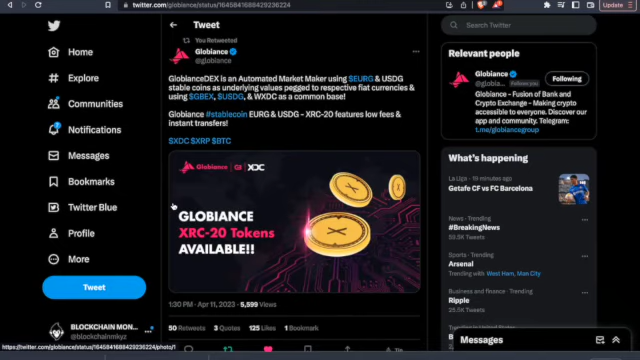 twitter.com/globiance/status/1645841688429236224
Update
Home
Explore
Communities
Notifications
Messages
Bookmarks
Twitter Blue
Profile
More
Tweet
BLOCKCHAIN MON...
@blockchainmkyz
https://twitter.com/globiance/status/1645841688429236224/photo/1
Tweet
You Retweeted
Globiance
@globiance
GlobianceDEX is an Automated Market Maker using $EURG & USDG
stable coins as underlying values pegged to respective fiat currencies &
using $GBEX, $USDG, & WXDC as a common base!
Globiance #stablecoin EURG & USDG - XRC-20 features low fees &
instant transfers!
$XDC $XRP $BTC
Globiance
XDC
GLOBIANCE
XRC-20 Tokens
AVAILABLE!!
1:30 PM · Apr 11, 2023 · 5,599 Views
50 Retweets 3 Quotes 125 Likes 1 Bookmark
Search Twitter
Relevant people
Globiance
@globia... Follows you
Following
Globiance - Fusion of Bank and
Crypto Exchange - Making crypto
accessible to everyone. Discover our
app and community. Telegram:
t.me/globiancegroup
What's happening
La Liga · 19 minutes ago
Getafe CF vs FC Barcelona
News · Trending
#BreakingNews
Sports · Trending
Arsenal
Trending with West Ham, Man City
Business and finance · Trending
Ripple
Messages